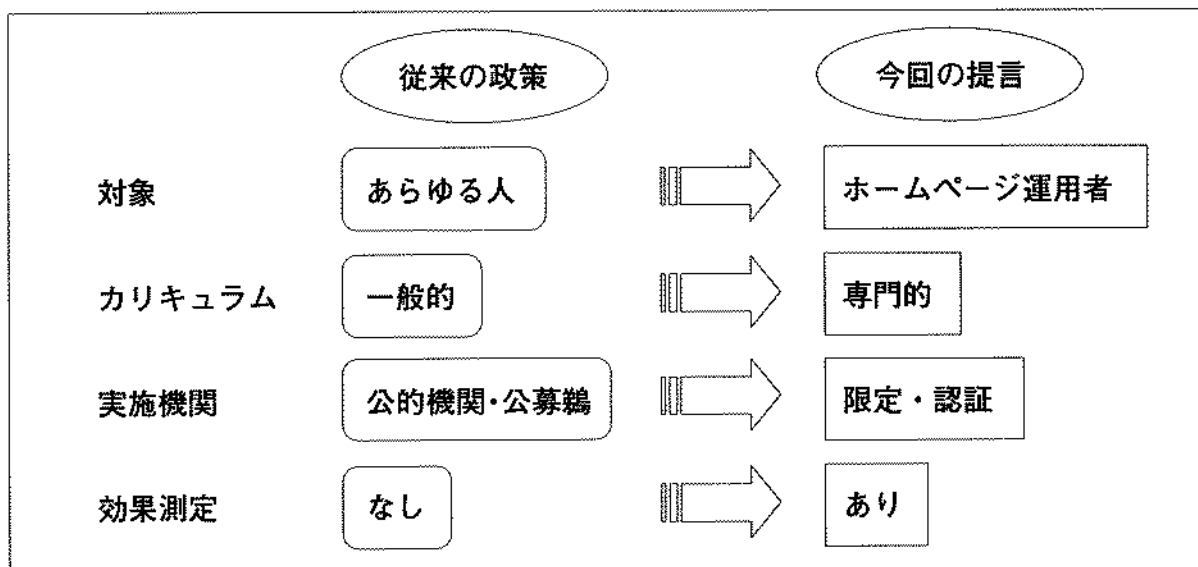 従来の政策 今回の提言
対象 あらゆる人 ホームページ運用者
カリキュラム 一般的 専門的
実施機関 公的機関・公募鵜 限定・認証
効果測定 なし あり